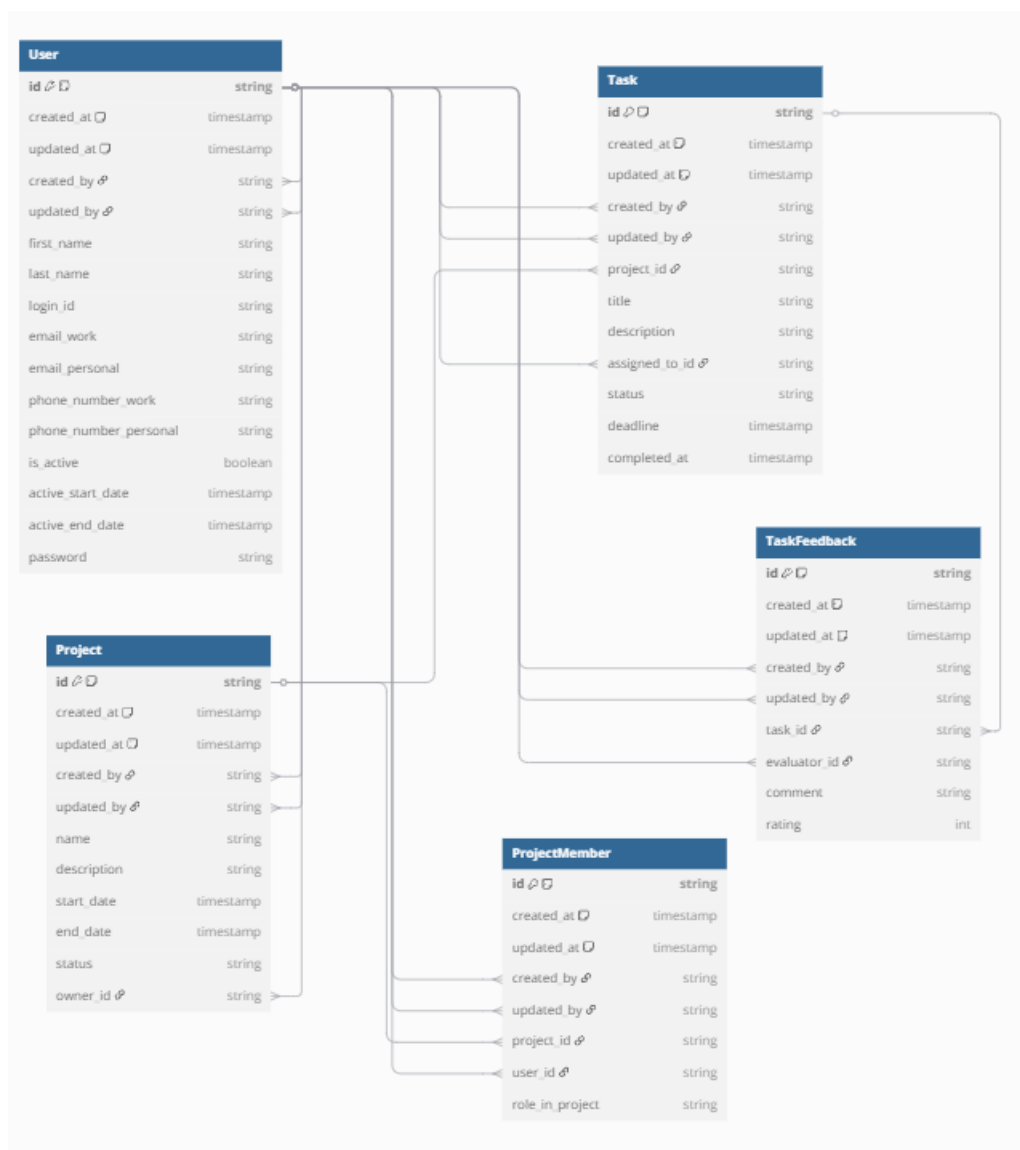 User
id string
created_at timestamp
updated_at timestamp
created_by string
updated_by string
first_name string
last_name string
login_id string
email_work string
email_personal string
phone_number_work string
phone_number_personal string
is_active boolean
active_start_date timestamp
active_end_date timestamp
password string
Task
id string
created_at timestamp
updated_at timestamp
created_by string
updated_by string
project_id string
title string
description string
assigned_to_id string
status string
deadline timestamp
completed_at timestamp
TaskFeedback
id string
created_at timestamp
updated_at timestamp
created_by string
updated_by string
task_id string
evaluator_id string
comment string
rating int
Project
id string
created_at timestamp
updated_at timestamp
created_by string
updated_by string
name string
description string
start_date timestamp
end_date timestamp
status string
owner_id string
ProjectMember
id string
created_at timestamp
updated_at timestamp
created_by string
updated_by string
project_id string
user_id string
role_in_project string